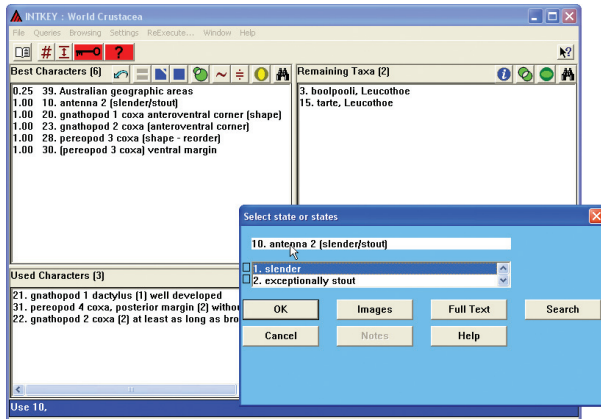 INTKEY : World Crustacea
File Queries Browsing Settings ReExecute... Window Help
Best Characters (6)
0.25 39. Australian geographic areas
1.00 10. antenna 2 (slender/stout)
1.00 20. gnathopod 1 coxa anteroventral corner (shape)
1.00 23. gnathopod 2 coxa (anteroventral corner)
1.00 28. pereopod 3 coxa (shape - reorder)
1.00 30. (pereopod 3 coxa) ventral margin
Remaining Taxa (2)
3. boolpooli, Leucothoe
15. tarte, Leucothoe
Used Characters (3)
21. gnathopod 1 dactylus (1) well developed
31. pereopod 4 coxa, posterior margin (2) withou
22. gnathopod 2 coxa (2) at least as long as bro
Select state or states
10. antenna 2 (slender/stout)
1. slender
2. exceptionally stout
OK Images Full Text Search
Cancel Notes Help
Use 10,